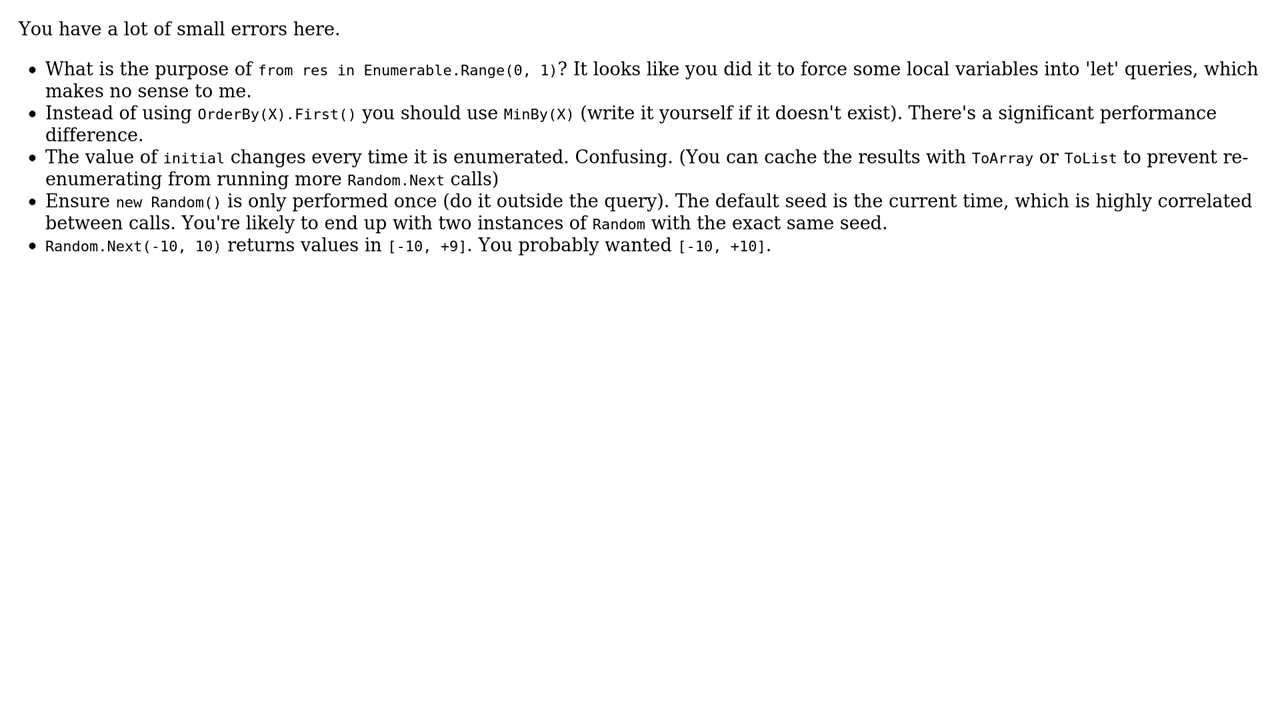 You have a lot of small errors here.
What is the purpose of from res in Enumerable.Range(0, 1)? It looks like you did it to force some local variables into 'let' queries, which
makes no sense to me.
Instead of using OrderBy(X).First() you should use MinBy(X) (write it yourself if it doesn't exist). There's a significant performance
difference.
The value of initial changes every time it is enumerated. Confusing. (You can cache the results with ToArray or ToList to prevent re-
enumerating from running more Random.Next calls)
Ensure new Random() is only performed once (do it outside the query). The default seed is the current time, which is highly correlated
between calls. You're likely to end up with two instances of Random with the exact same seed.
Random.Next(-10, 10) returns values in [-10, +9]. You probably wanted [-10, +10].